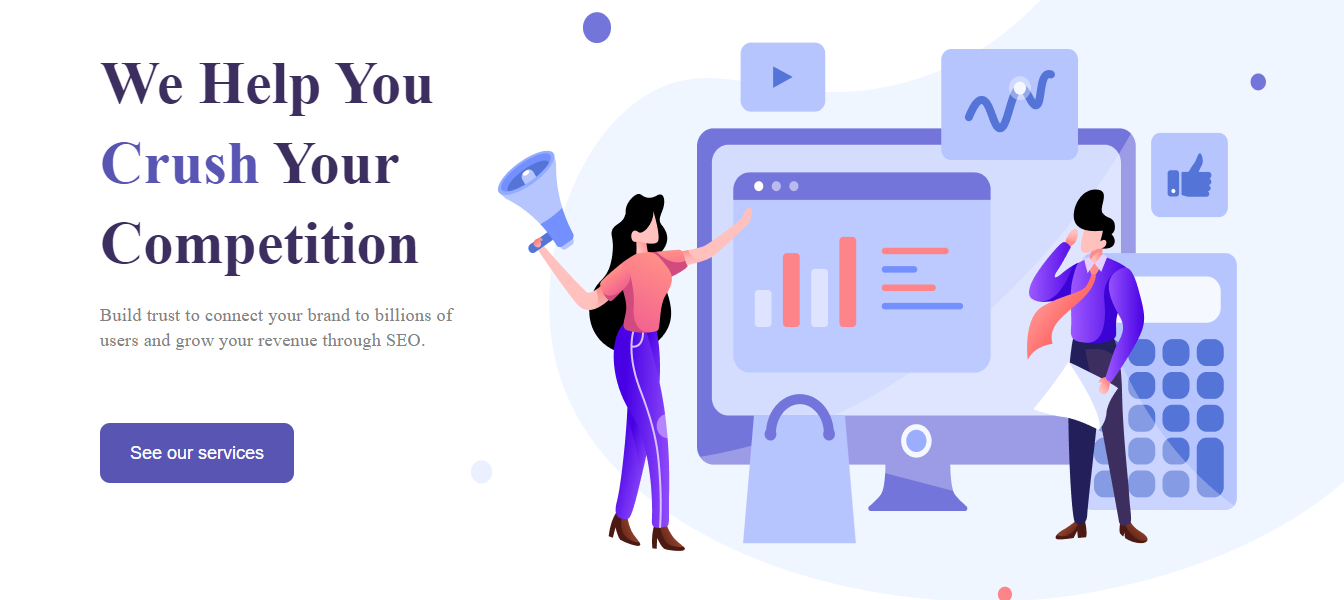 We Help You
Crush Your
Competition
Build trust to connect your brand to billions of
users and grow your revenue through SEO.
See our services